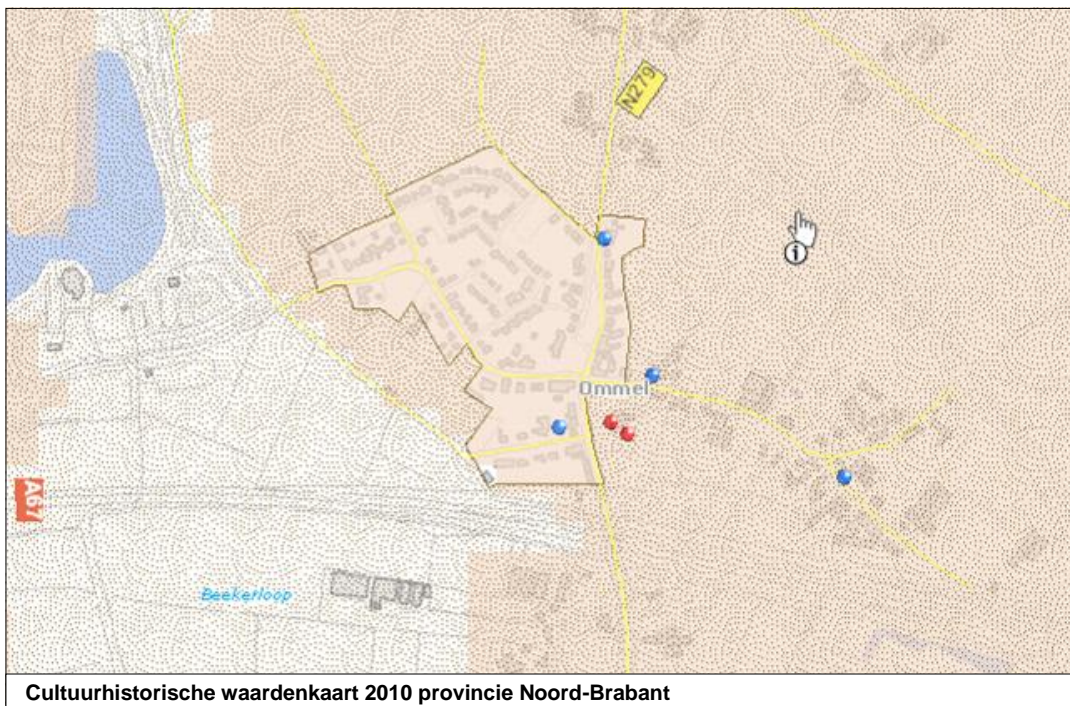 N279
Ommel
A67
Beekerloop
Cultuurhistorische waardenkaart 2010 provincie Noord-Brabant